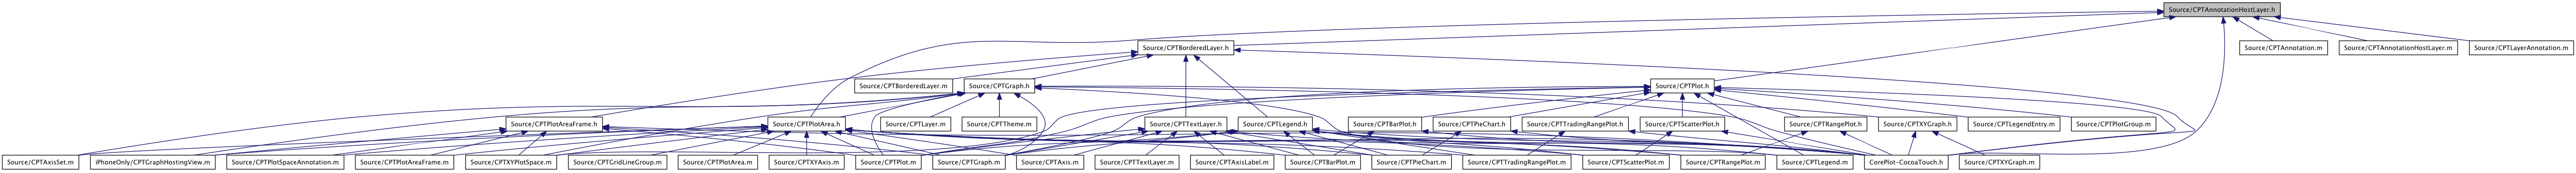 Source/CPTAnnotationHostLayer.h
Source/CPTBorderedLayer.h
Source/CPTAnnotation.m
Source/CPTAnnotationHostLayer.m
Source/CPTLayerAnnotation.m
Source/CPTBorderedLayer.m
Source/CPTGraph.h
Source/CPTPlot.h
Source/CPTPlotAreaFrame.h
Source/CPTPlotArea.h
Source/CPTLayer.m
Source/CPTTheme.m
Source/CPTTextLayer.h
Source/CPTLegend.h
Source/CPTBarPlot.h
Source/CPTPieChart.h
Source/CPTTradingRangePlot.h
Source/CPTScatterPlot.h
Source/CPTRangePlot.h
Source/CPTXYGraph.h
Source/CPTLegendEntry.m
Source/CPTPlotGroup.m
Source/CPTAxisSet.m
iPhoneOnly/CPTGraphHostingView.m
Source/CPTPlotSpaceAnnotation.m
Source/CPTPlotAreaFrame.m
Source/CPTXYPlotSpace.m
Source/CPTGridLineGroup.m
Source/CPTPlotArea.m
Source/CPTXYAxis.m
Source/CPTPlot.m
Source/CPTGraph.m
Source/CPTAxis.m
Source/CPTTextLayer.m
Source/CPTAxisLabel.m
Source/CPTBarPlot.m
Source/CPTPieChart.m
Source/CPTTradingRangePlot.m
Source/CPTScatterPlot.m
Source/CPTRangePlot.m
Source/CPTLegend.m
CorePlot-CocoaTouch.h
Source/CPTXYGraph.m